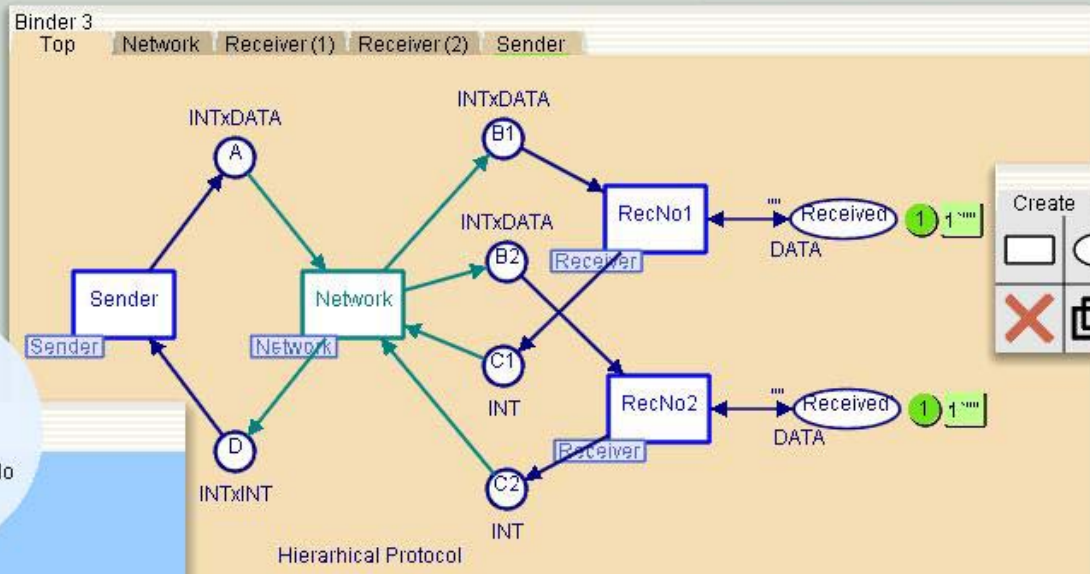 Binder 3
Top Network Receiver (1) Receiver (2) Sender
INTxDATA
A
INTxDATA
B1
INTxDATA
B2
RecNo1
Receiver
""
Received
DATA
1
1`""
Create
Sender
Sender
Network
Network
C1
INT
RecNo2
Receiver
""
Received
DATA
1
1`""
D
INTxINT
C2
INT
Hierarhical Protocol